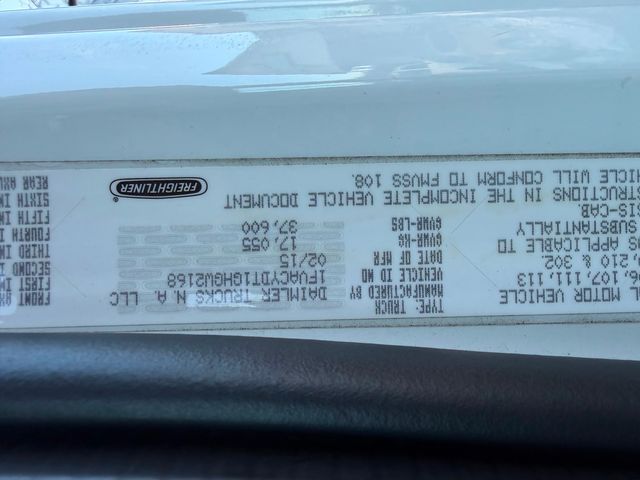 L MOTOR VEHICLE
107, 111, 113
210 & 302
APPLICABLE TO
SUBSTANTIALLY
SIS-CAB
STRUCTIONS IN THE INCOMPLETE VEHICLE DOCUMENT
HICLE WILL CONFORM TO FMVSS 108.
TYPE: TRUCK
MANUFACTURED BY DAIMLER TRUCKS N.A. LLC
VEHICLE ID NO 1FVACYDT1GHGW2168
DATE OF MFR 02/15
GVWR-KG 17,055
GVWR-LBS 37,600
FREIGHTLINER®
FRONT AX
FIRST IN
SECOND IN
THIRD IN
FOURTH IN
FIFTH IN
SIXTH IN
REAR AX